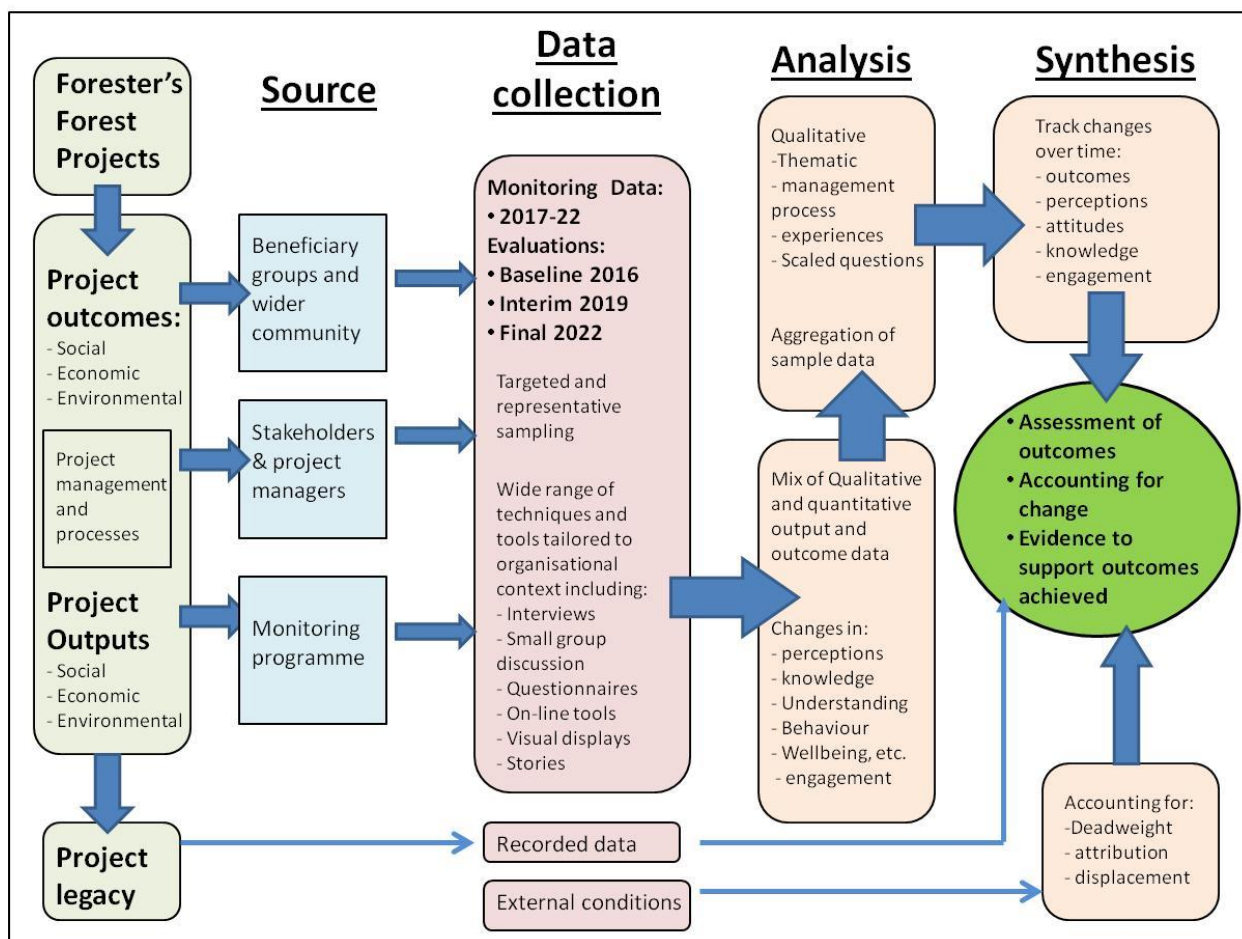 Forester's
Forest
Projects
Project
outcomes:
- Social
- Economic
- Environmental
Project
management
and
processes
Project
Outputs
- Social
- Economic
- Environmental
Project
legacy
Source
Beneficiary
groups and
wider
community
Stakeholders
& project
managers
Monitoring
programme
Data
collection
Monitoring Data:
• 2017-22
Evaluations:
• Baseline 2016
• Interim 2019
• Final 2022
Targeted and
representative
sampling
Wide range of
techniques and
tools tailored to
organisational
context including:
- Interviews
- Small group
discussion
- Questionnaires
- On-line tools
- Visual displays
- Stories
Recorded data
External conditions
Analysis
Qualitative
-Thematic
- management
process
- experiences
- Scaled questions
Aggregation of
sample data
Mix of Qualitative
and quantitative
output and
outcome data
Changes in:
- perceptions
- knowledge
- Understanding
- Behaviour
- Wellbeing, etc.
- engagement
Synthesis
Track changes
over time:
- outcomes
- perceptions
- attitudes
- knowledge
- engagement
• Assessment of
outcomes
• Accounting for
change
• Evidence to
support outcomes
achieved
Accounting for:
-Deadweight
- attribution
- displacement